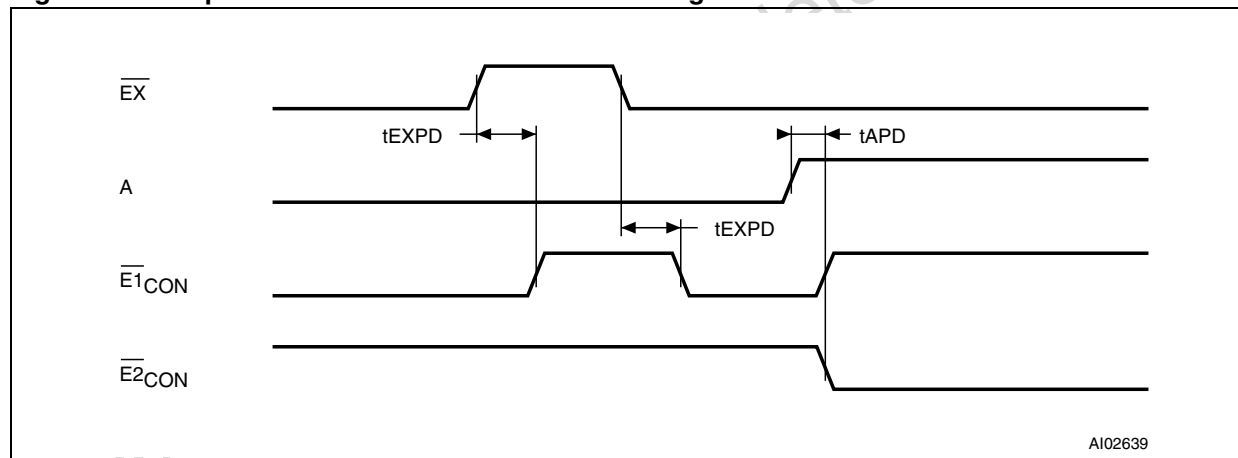 EX
tEXPD
tAPD
A
tEXPD
E1CON
E2CON
AI02639